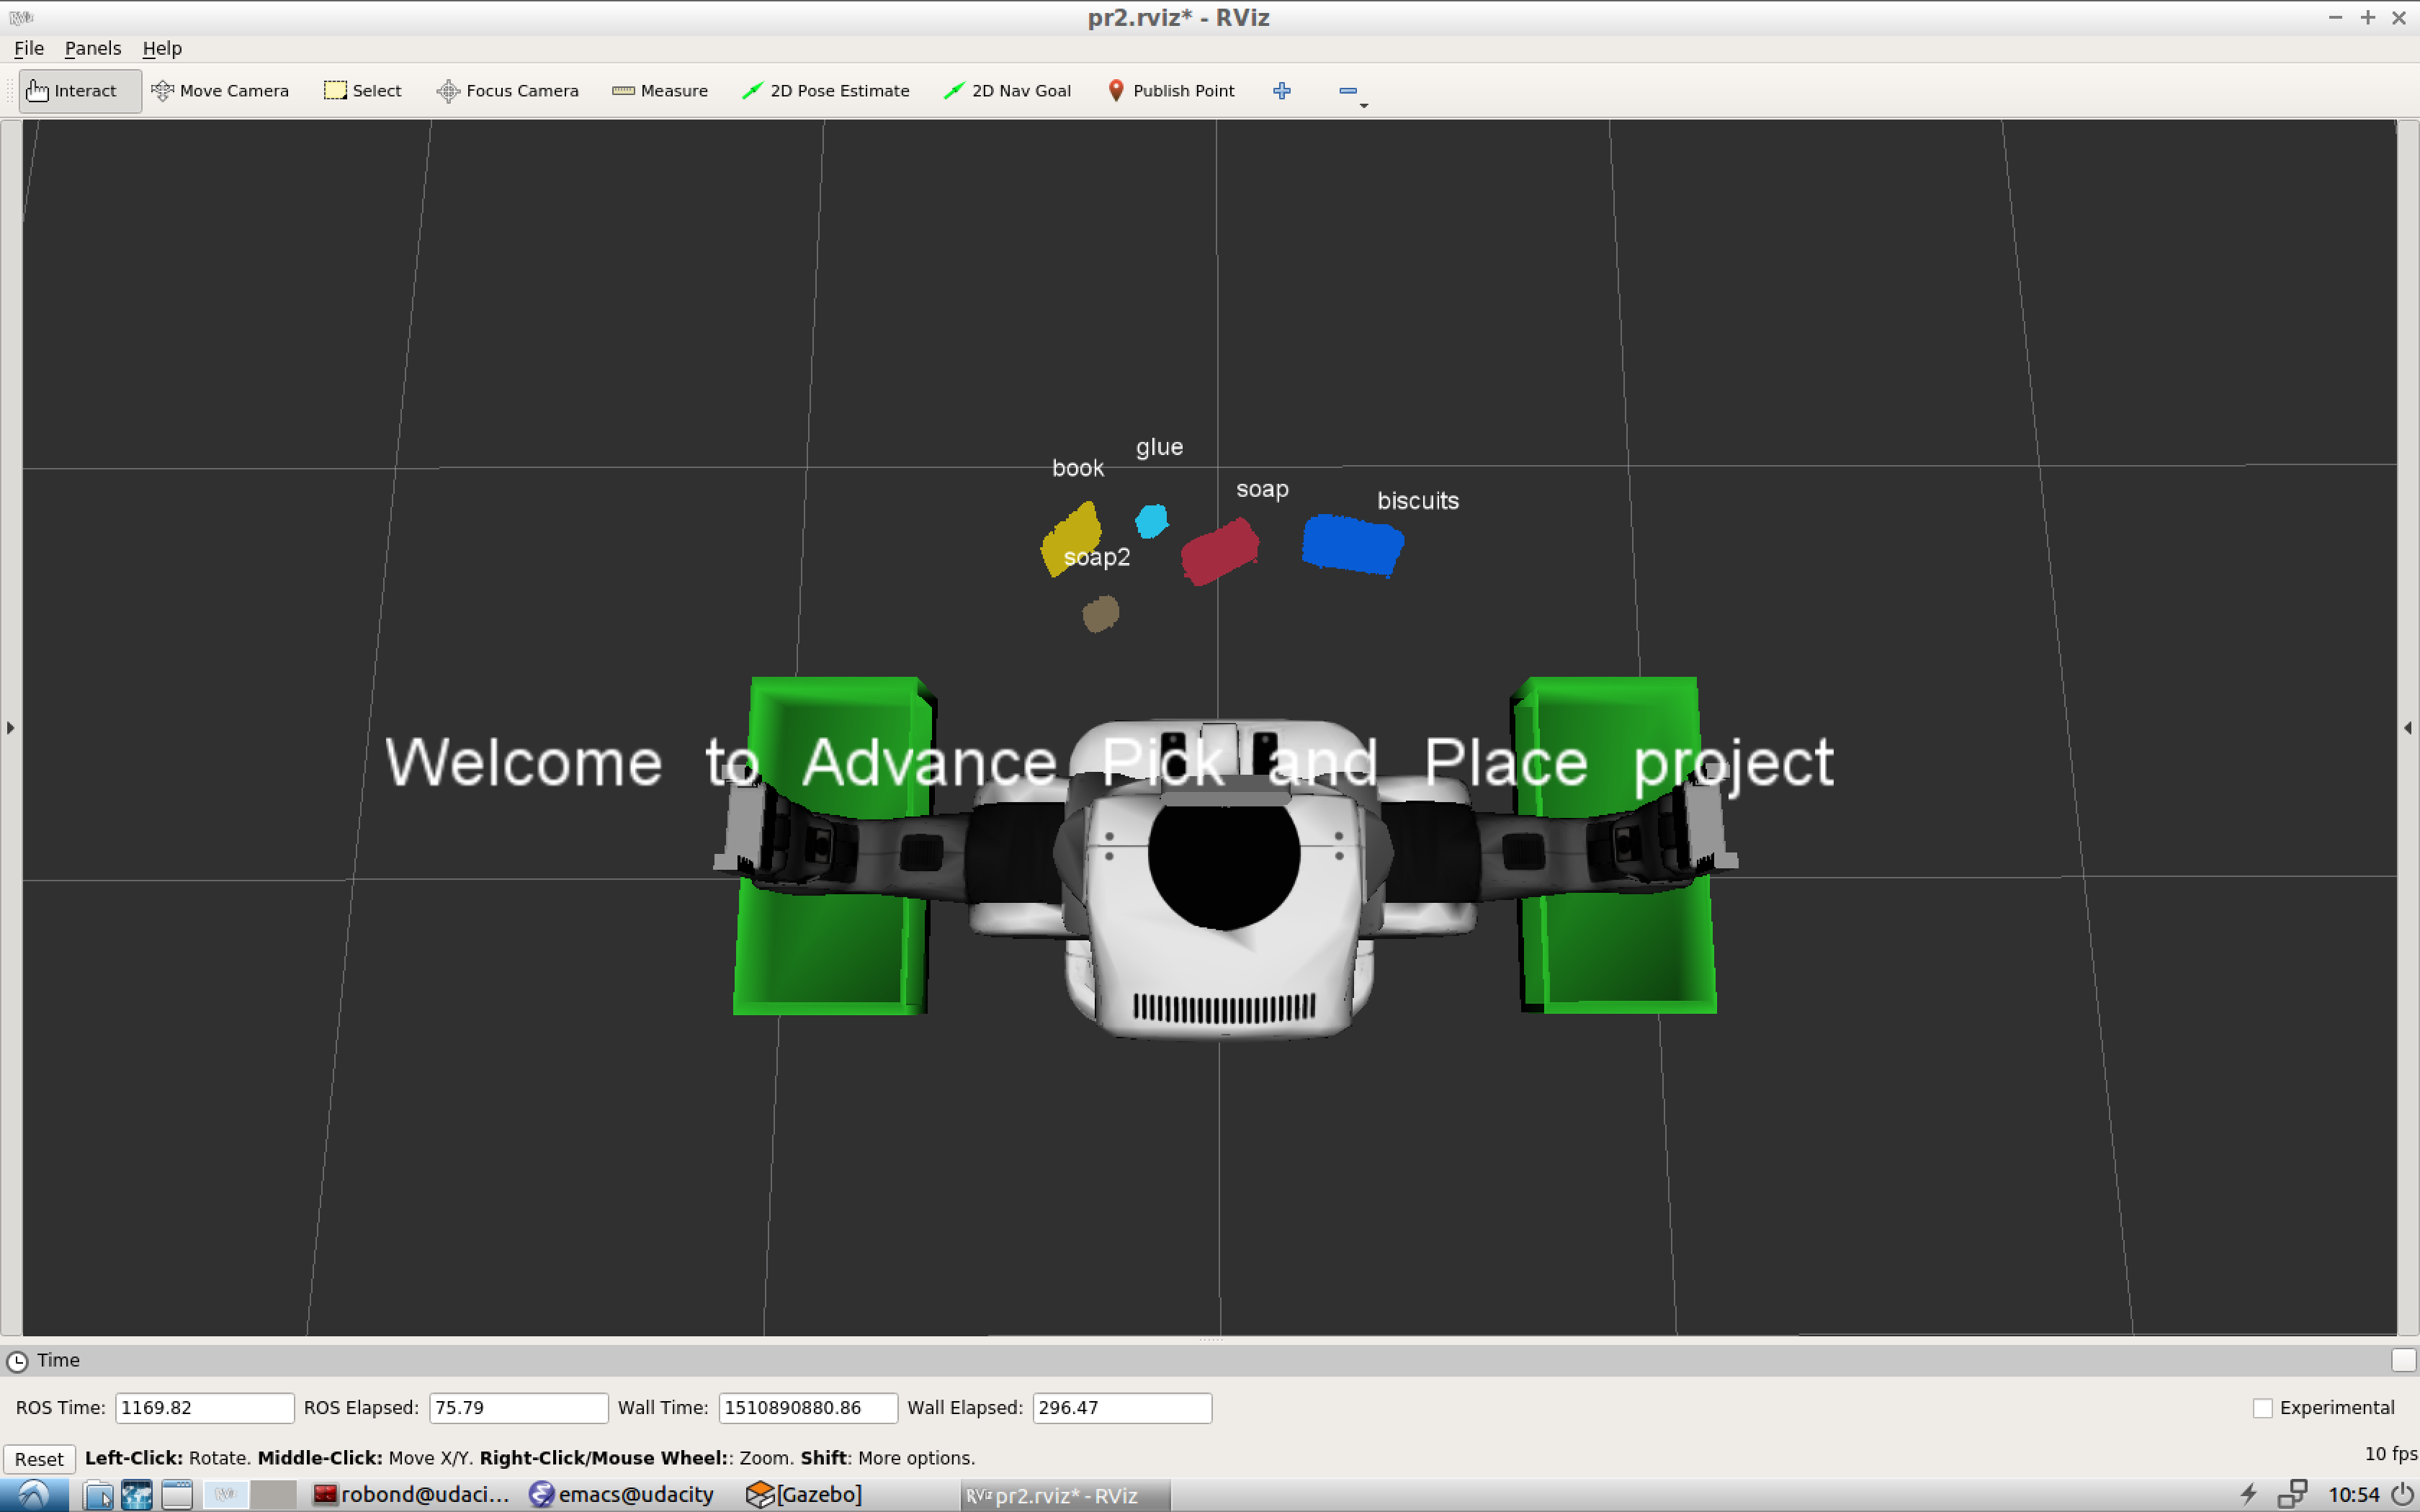 pr2.rviz* - RViz
File Panels Help
Interact Move Camera Select Focus Camera Measure 2D Pose Estimate 2D Nav Goal Publish Point
glue
book
soap
biscuits
soap2
Welcome to Advance Pick and Place project
Time
ROS Time: 1169.82 ROS Elapsed: 75.79 Wall Time: 1510890880.86 Wall Elapsed: 296.47 Experimental
Reset Left-Click: Rotate. Middle-Click: Move X/Y. Right-Click/Mouse Wheel:: Zoom. Shift: More options. 10 fps
robond@udaci... emacs@udacity [Gazebo] RViz pr2.rviz* - RViz 10:54